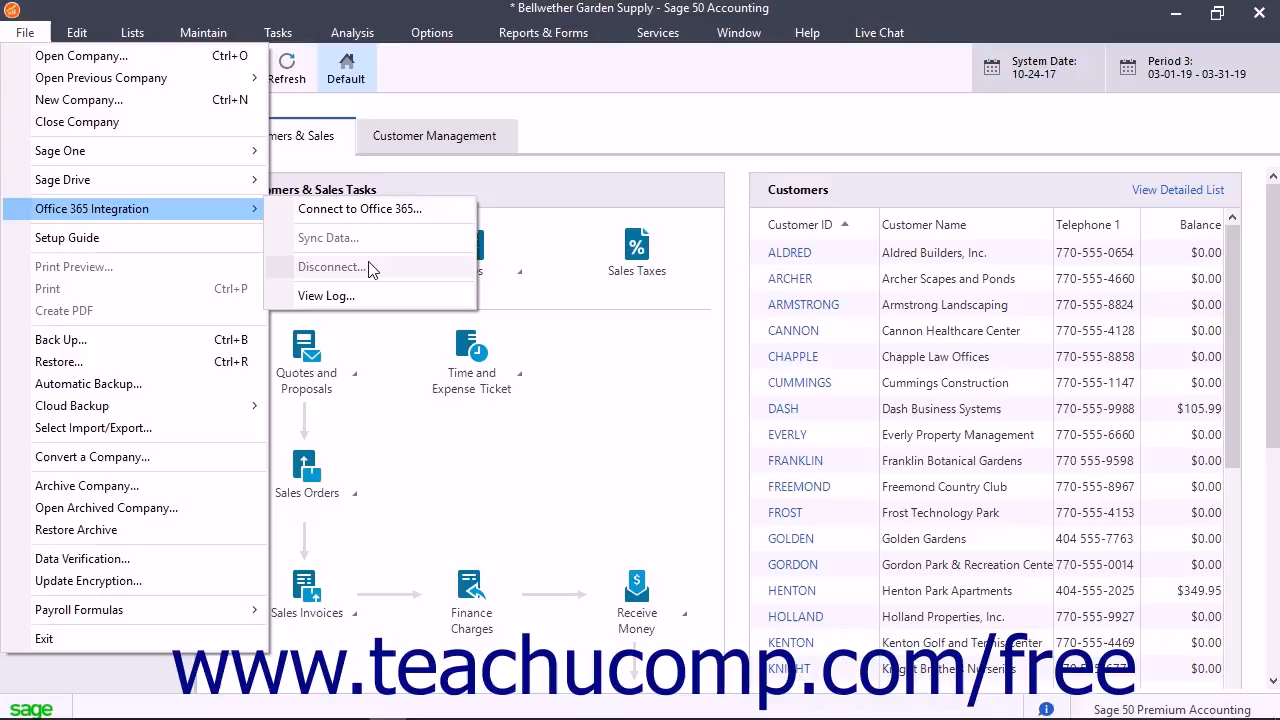 * Bellwether Garden Supply - Sage 50 Accounting
File Edit Lists Maintain Tasks Analysis Options Reports & Forms Services Window Help Live Chat
Open Company... Ctrl+O
Open Previous Company
New Company... Ctrl+N
Close Company
Sage One
Sage Drive
Office 365 Integration
Setup Guide
Print Preview...
Print Ctrl+P
Create PDF
Back Up... Ctrl+B
Restore... Ctrl+R
Automatic Backup...
Cloud Backup
Select Import/Export...
Convert a Company...
Archive Company...
Open Archived Company...
Restore Archive
Data Verification...
Update Encryption...
Payroll Formulas
Exit
Connect to Office 365...
Sync Data...
Disconnect...
View Log...
Refresh
Default
System Date:
10-24-17
Period 3:
03-01-19 - 03-31-19
mers & Sales
Customer Management
omers & Sales Tasks
s
Sales Taxes
Quotes and
Proposals
Time and
Expense Ticket
Sales Orders
Sales Invoices
Finance
Charges
Receive
Money
Customers View Detailed List
Customer ID Customer Name Telephone 1 Balance
ALDRED Aldred Builders, Inc. 770-555-0654 $0.00
ARCHER Archer Scapes and Ponds 770-555-4660 $0.00
ARMSTRONG Armstrong Landscaping 770-555-8824 $0.00
CANNON Cannon Healthcare Center 770-555-4128 $0.00
CHAPPLE Chapple Law Offices 770-555-8858 $0.00
CUMMINGS Cummings Construction 770-555-1147 $0.00
DASH Dash Business Systems 770-555-9988 $105.99
EVERLY Everly Property Management 770-555-6660 $0.00
FRANKLIN Franklin Botanical Gardens 770 555-9598 $0.00
FREEMOND Freemond Country Club 770-555-8967 $0.00
FROST Frost Technology Park 770-555-4153 $0.00
GOLDEN Golden Gardens 404 555-7763 $0.00
GORDON Gordon Park & Recreation Cente 770-555-0014 $0.00
HENTON Henton Park Apartments 404-555-2025 $349.95
HOLLAND Holland Properties, Inc. 770-555-9927 $0.00
KENTON Kenton Golf and Tennis Center 770-555-4469 $0.00
KNIGHT Knight Brothers Nurseries $0.00
www.teachucomp.com/free
sage
Sage 50 Premium Accounting